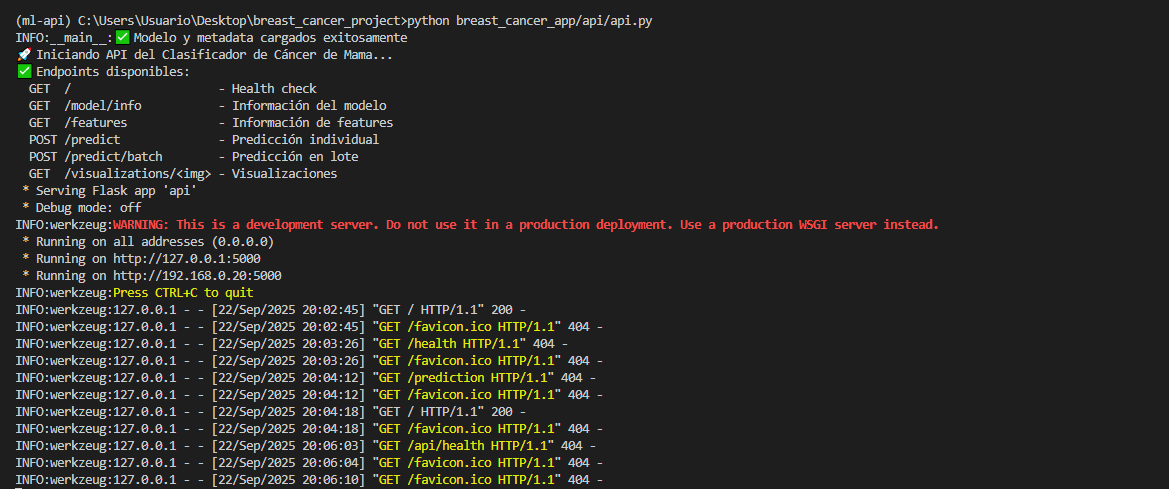 (ml-api) C:\Users\Usuario\Desktop\breast_cancer_project>python breast_cancer_app/api/api.py
INFO:__main__:✅ Modelo y metadata cargados exitosamente
🚀 Iniciando API del Clasificador de Cáncer de Mama...
✅ Endpoints disponibles:
  GET  /                 - Health check
  GET  /model/info       - Información del modelo
  GET  /features         - Información de features
  POST /predict          - Predicción individual
  POST /predict/batch    - Predicción en lote
  GET  /visualizations/<img> - Visualizaciones
 * Serving Flask app 'api'
 * Debug mode: off
INFO:werkzeug:WARNING: This is a development server. Do not use it in a production deployment. Use a production WSGI server instead.
 * Running on all addresses (0.0.0.0)
 * Running on http://127.0.0.1:5000
 * Running on http://192.168.0.20:5000
INFO:werkzeug:Press CTRL+C to quit
INFO:werkzeug:127.0.0.1 - - [22/Sep/2025 20:02:45] "GET / HTTP/1.1" 200 -
INFO:werkzeug:127.0.0.1 - - [22/Sep/2025 20:02:45] "GET /favicon.ico HTTP/1.1" 404 -
INFO:werkzeug:127.0.0.1 - - [22/Sep/2025 20:03:26] "GET /health HTTP/1.1" 404 -
INFO:werkzeug:127.0.0.1 - - [22/Sep/2025 20:03:26] "GET /favicon.ico HTTP/1.1" 404 -
INFO:werkzeug:127.0.0.1 - - [22/Sep/2025 20:04:12] "GET /prediction HTTP/1.1" 404 -
INFO:werkzeug:127.0.0.1 - - [22/Sep/2025 20:04:12] "GET /favicon.ico HTTP/1.1" 404 -
INFO:werkzeug:127.0.0.1 - - [22/Sep/2025 20:04:18] "GET / HTTP/1.1" 200 -
INFO:werkzeug:127.0.0.1 - - [22/Sep/2025 20:04:18] "GET /favicon.ico HTTP/1.1" 404 -
INFO:werkzeug:127.0.0.1 - - [22/Sep/2025 20:06:03] "GET /api/health HTTP/1.1" 404 -
INFO:werkzeug:127.0.0.1 - - [22/Sep/2025 20:06:04] "GET /favicon.ico HTTP/1.1" 404 -
INFO:werkzeug:127.0.0.1 - - [22/Sep/2025 20:06:10] "GET /favicon.ico HTTP/1.1" 404 -